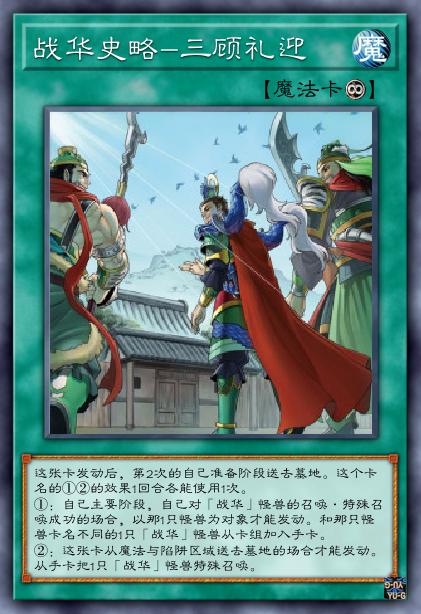 战华史略-三顾礼迎
魔
【魔法卡】
这张卡发动后，第2次的自己准备阶段送去墓地。这个卡
名的①②的效果1回合各能使用1次。
①：自己主要阶段，自己对「战华」怪兽的召唤·特殊召
唤成功的场合，以那1只怪兽为对象才能发动。和那只怪
兽卡名不同的1只「战华」怪兽从卡组加入手卡。
②：这张卡从魔法与陷阱区域送去墓地的场合才能发动。
从手卡把1只「战华」怪兽特殊召唤。